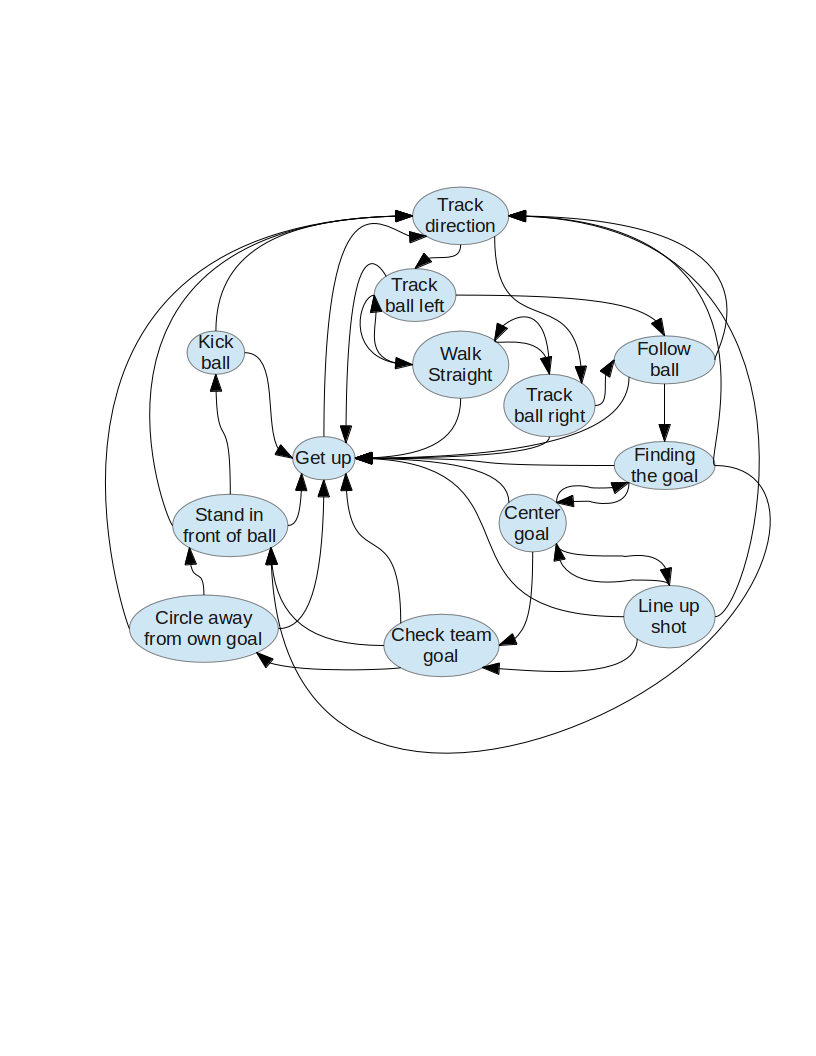 Track
direction
Track
ball left
Kick
ball
Walk
Straight
Follow
ball
Track
ball right
Get up
Finding
the goal
Stand in
front of ball
Center
goal
Line up
shot
Circle away
from own goal
Check team
goal